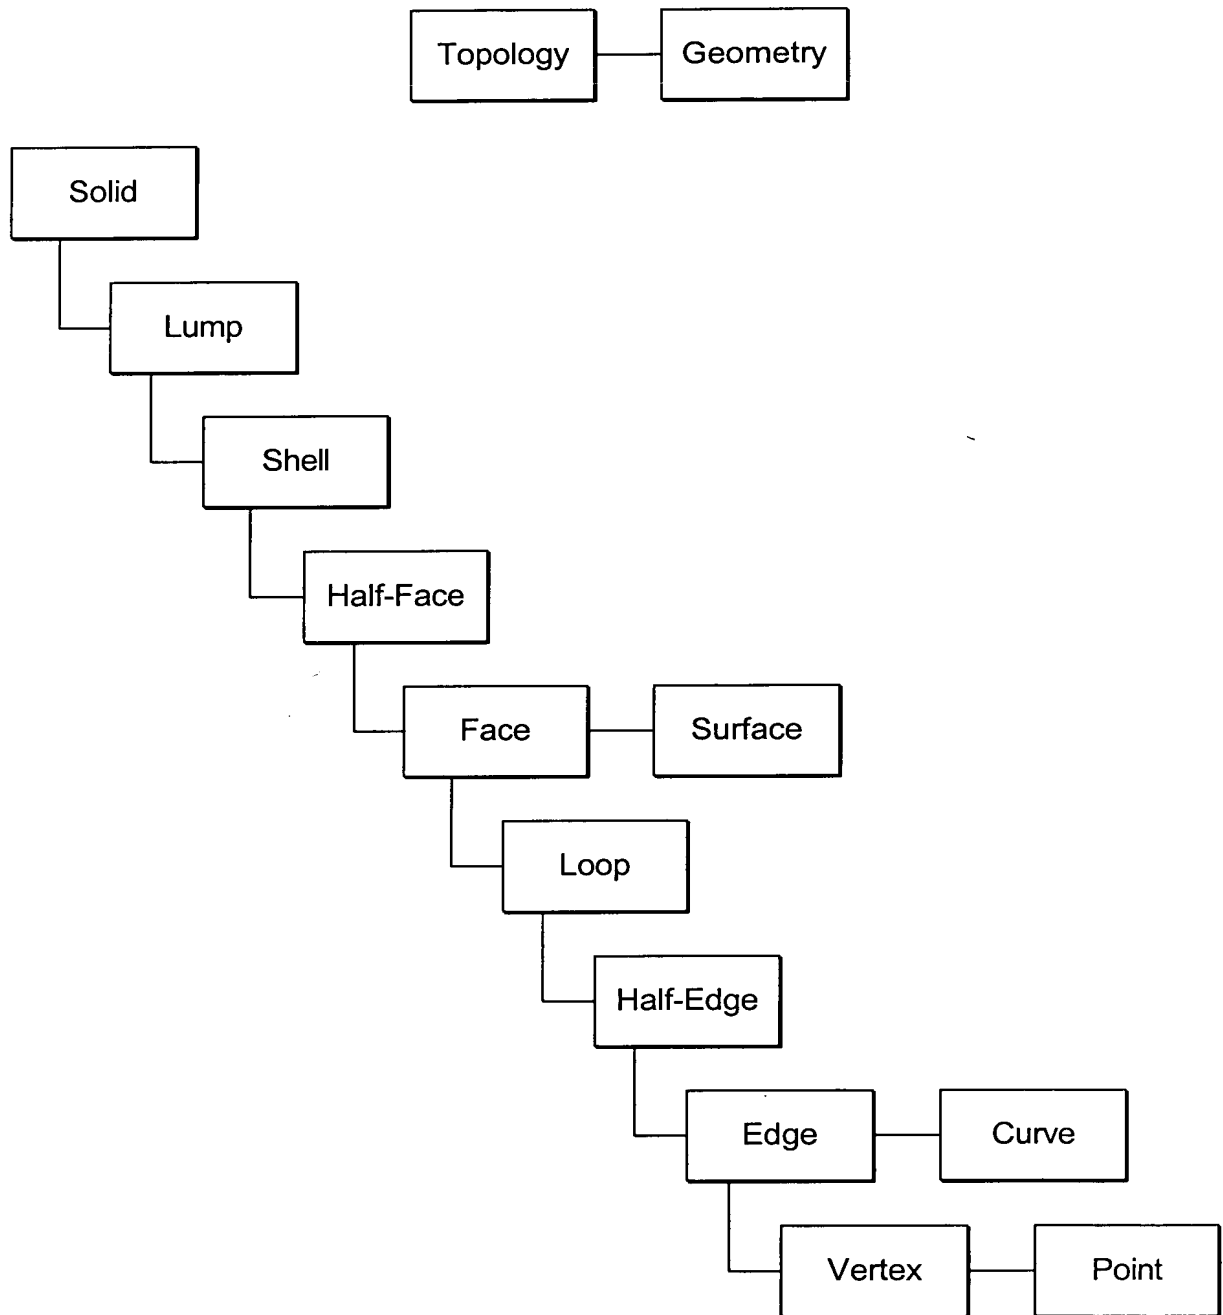 Topology Geometry
Solid
Lump
Shell
Half-Face
Face Surface
Loop
Half-Edge
Edge Curve
Vertex Point